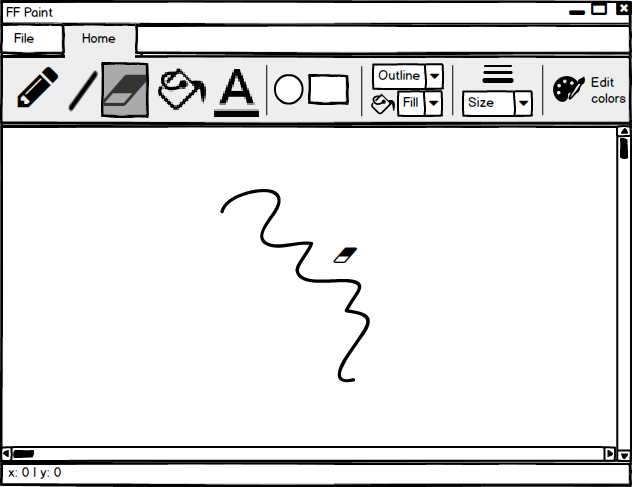 FF Paint
File
Home
A
Outline
Fill
Size
Edit
colors
x: 0 | y: 0